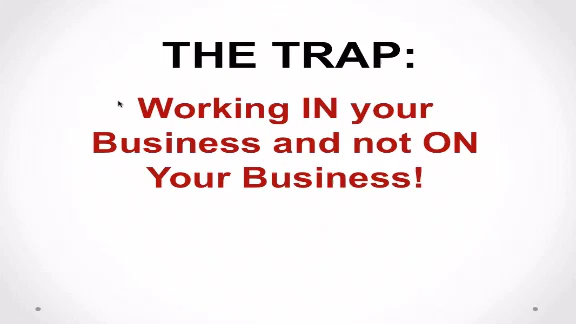 THE TRAP:
Working IN your
Business and not ON
Your Business!